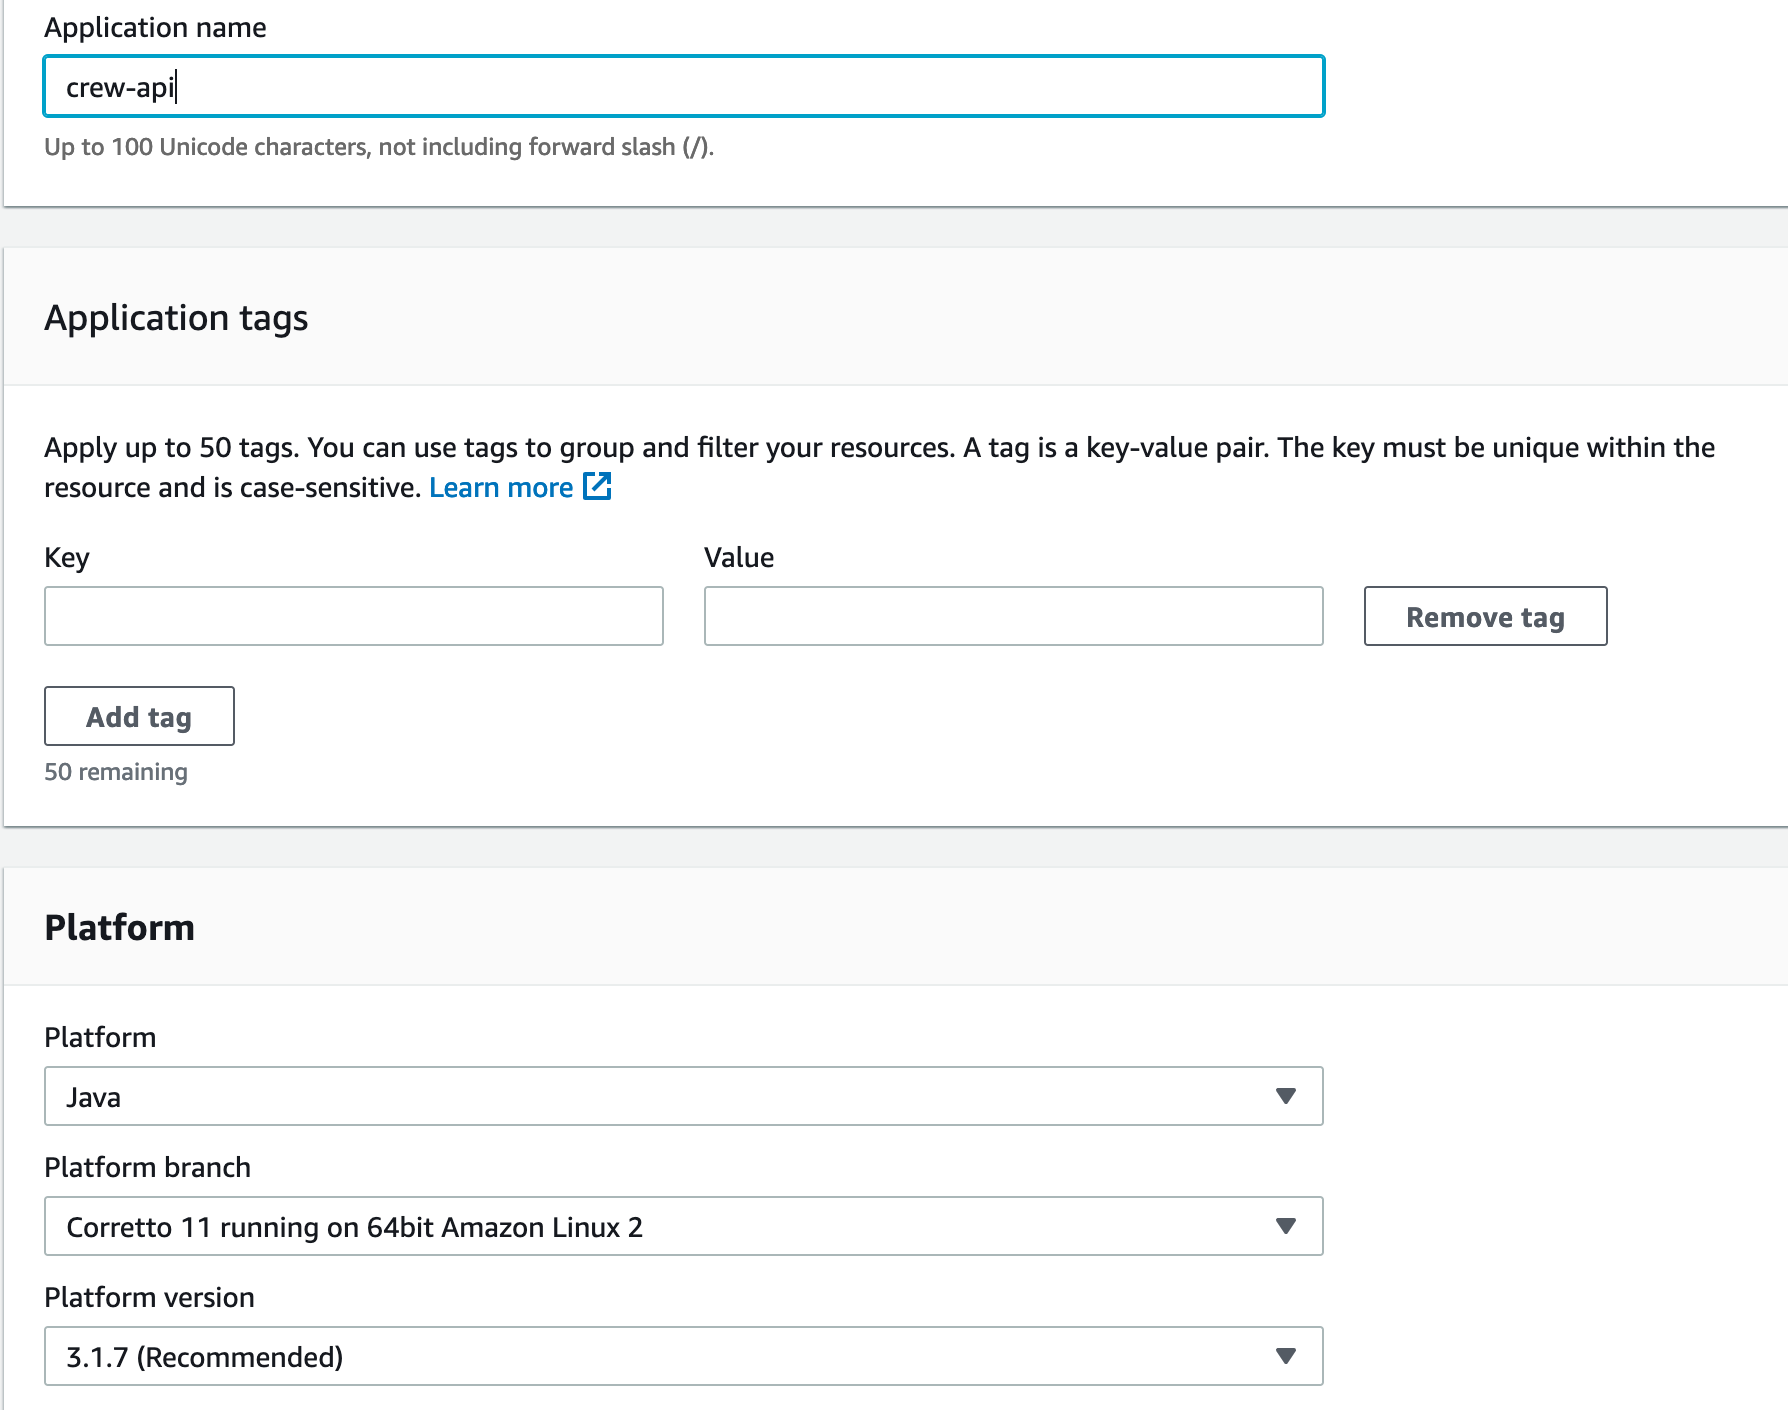 Application name
crew-api
Up to 100 Unicode characters, not including forward slash (/).
Application tags
Apply up to 50 tags. You can use tags to group and filter your resources. A tag is a key-value pair. The key must be unique within the
resource and is case-sensitive. Learn more
Key Value
Remove tag
Add tag
50 remaining
Platform
Platform
Java
Platform branch
Corretto 11 running on 64bit Amazon Linux 2
Platform version
3.1.7 (Recommended)